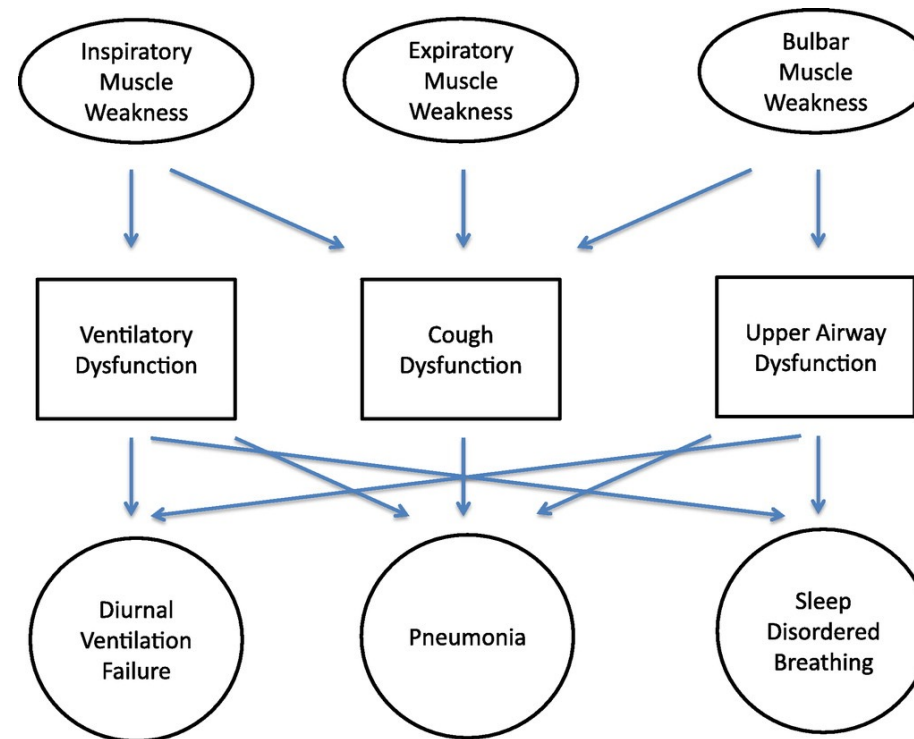 Inspiratory
Muscle
Weakness
Expiratory
Muscle
Weakness
Bulbar
Muscle
Weakness
Ventilatory
Dysfunction
Cough
Dysfunction
Upper Airway
Dysfunction
Diurnal
Ventilation
Failure
Pneumonia
Sleep
Disordered
Breathing